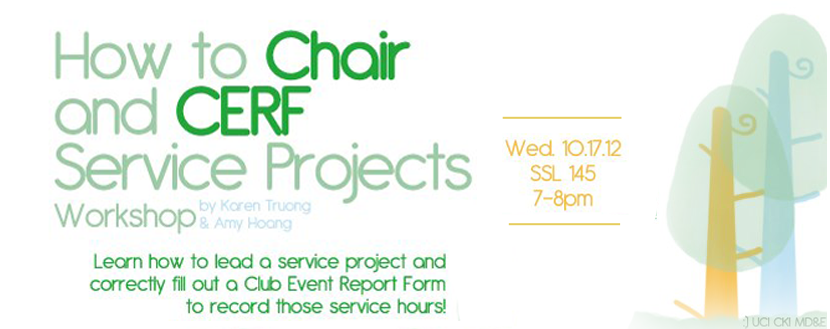 How to Chair
and CERF
Service Projects
Workshop by Karen Truong
& Amy Hoang
Learn how to lead a service project and
correctly fill out a Club Event Report Form
to record those service hours!
Wed. 10.17.12
SSL 145
7-8pm
UCI CKI MD&E